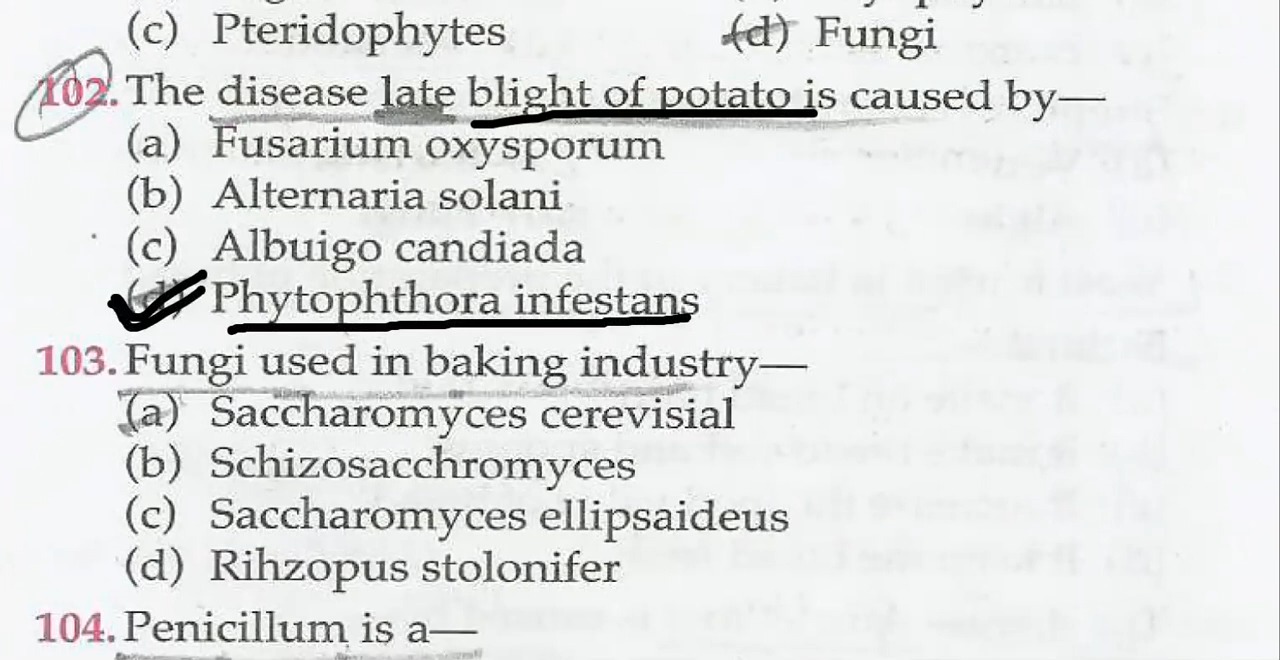 (c) Pteridophytes (d) Fungi
102. The disease late blight of potato is caused by—
(a) Fusarium oxysporum
(b) Alternaria solani
(c) Albuigo candiada
(d) Phytophthora infestans
103. Fungi used in baking industry—
(a) Saccharomyces cerevisial
(b) Schizosacchromyces
(c) Saccharomyces ellipsaideus
(d) Rihzopus stolonifer
104. Penicillum is a—